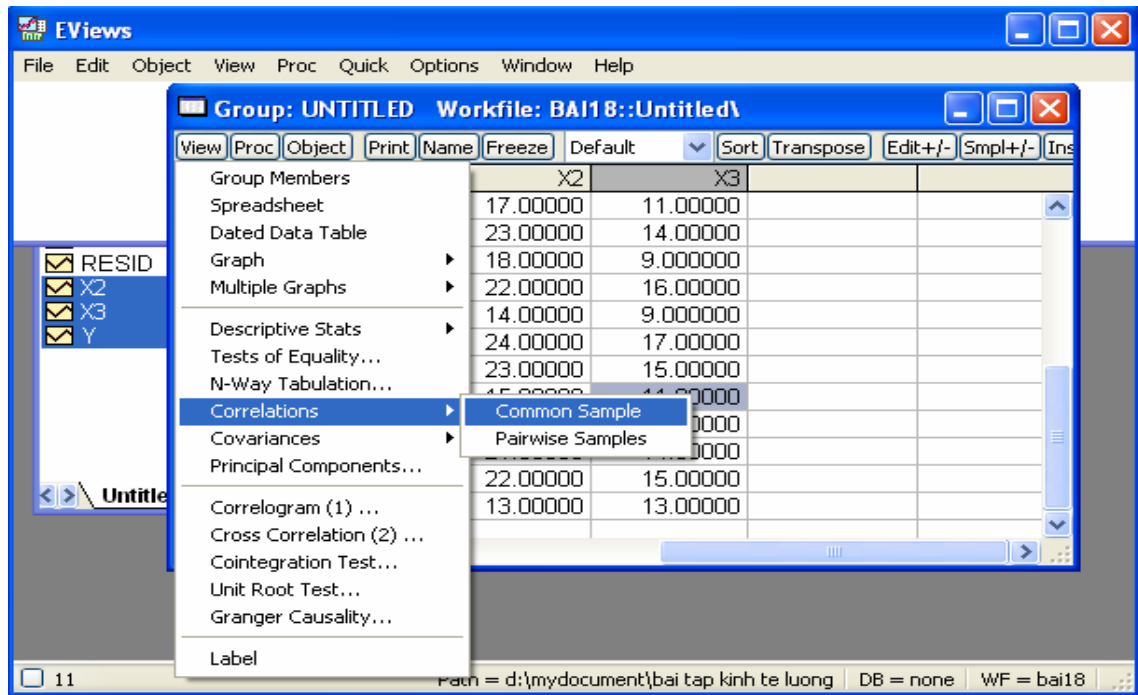 EViews
File Edit Object View Proc Quick Options Window Help
Group: UNTITLED Workfile: BAI18::Untitled\
View Proc Object Print Name Freeze Default Sort Transpose Edit+/- Smpl+/- Ins
X2 X3
17.00000 11.00000
23.00000 14.00000
18.00000 9.000000
22.00000 16.00000
14.00000 9.000000
24.00000 17.00000
23.00000 15.00000
22.00000 15.00000
13.00000 13.00000
Group Members
Spreadsheet
Dated Data Table
Graph
Multiple Graphs
Descriptive Stats
Tests of Equality...
N-Way Tabulation...
Correlations
Covariances
Principal Components...
Correlogram (1) ...
Cross Correlation (2) ...
Cointegration Test...
Unit Root Test...
Granger Causality...
Label
Common Sample
Pairwise Samples
RESID
X2
X3
Y
11
Path = d:\mydocument\bai tap kinh te luong DB = none WF = bai18